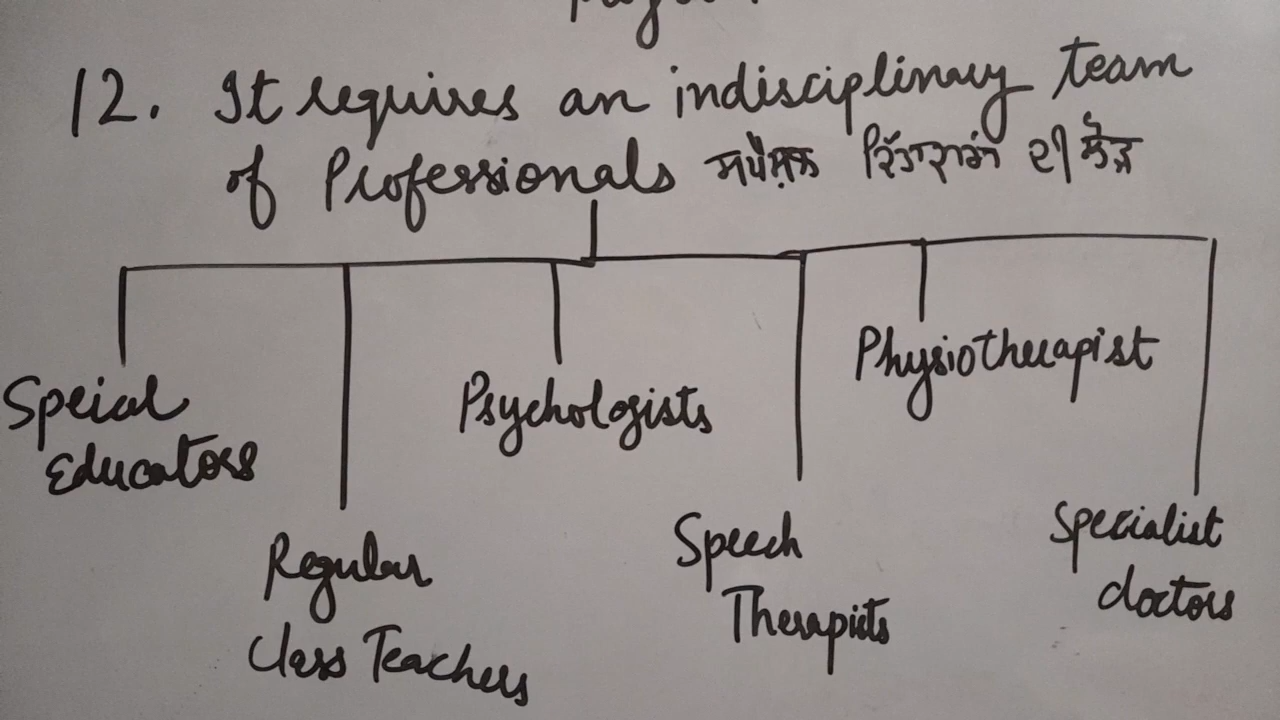 12. It requires an indisciplinary team
of Professionals ਸਪੈਸ਼ਲ ਦੀ ਲੋੜ
Speial
Educators
Regular
Class Teachers
Psychologists
Speech
Therapists
Physiotherapist
Specialist
doctors